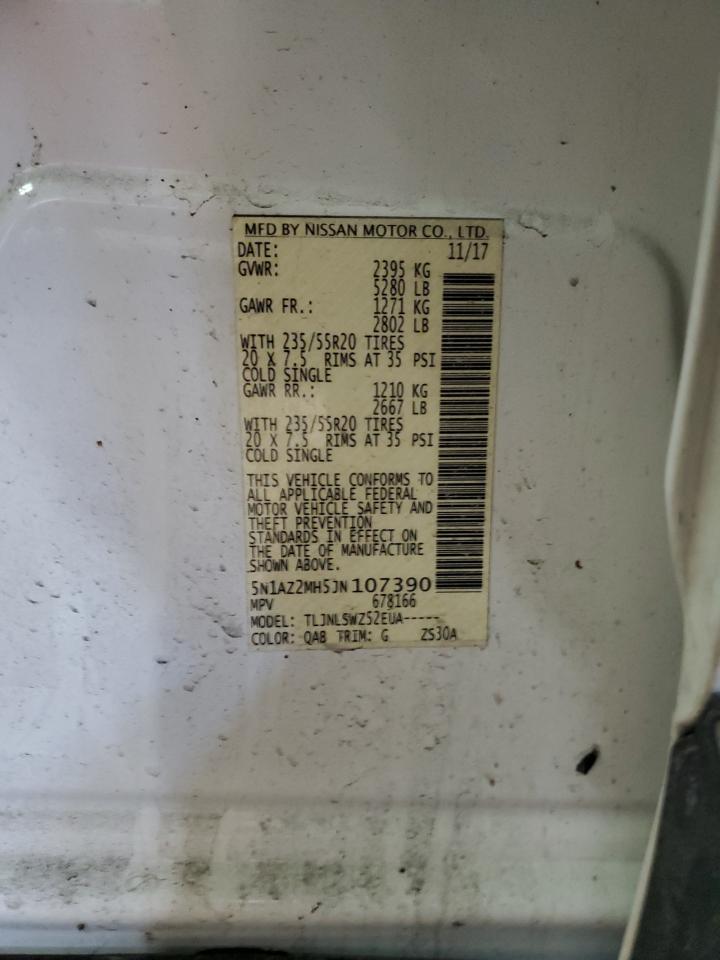 MFD BY NISSAN MOTOR CO., LTD.
DATE: 11/17
GVWR: 2395 KG
5280 LB
GAWR FR.: 1271 KG
2802 LB
WITH 235/55R20 TIRES
20 X 7.5 RIMS AT 35 PSI
COLD SINGLE
GAWR RR.: 1210 KG
2667 LB
WITH 235/55R20 TIRES
20 X 7.5 RIMS AT 35 PSI
COLD SINGLE
THIS VEHICLE CONFORMS TO
ALL APPLICABLE FEDERAL
MOTOR VEHICLE SAFETY AND
THEFT PREVENTION
STANDARDS IN EFFECT ON
THE DATE OF MANUFACTURE
SHOWN ABOVE.
5N1AZ2MH5JN107390
MPV 678166
MODEL: TLJNLSWZ52EUA-----
COLOR: QAB TRIM: G ZS30A